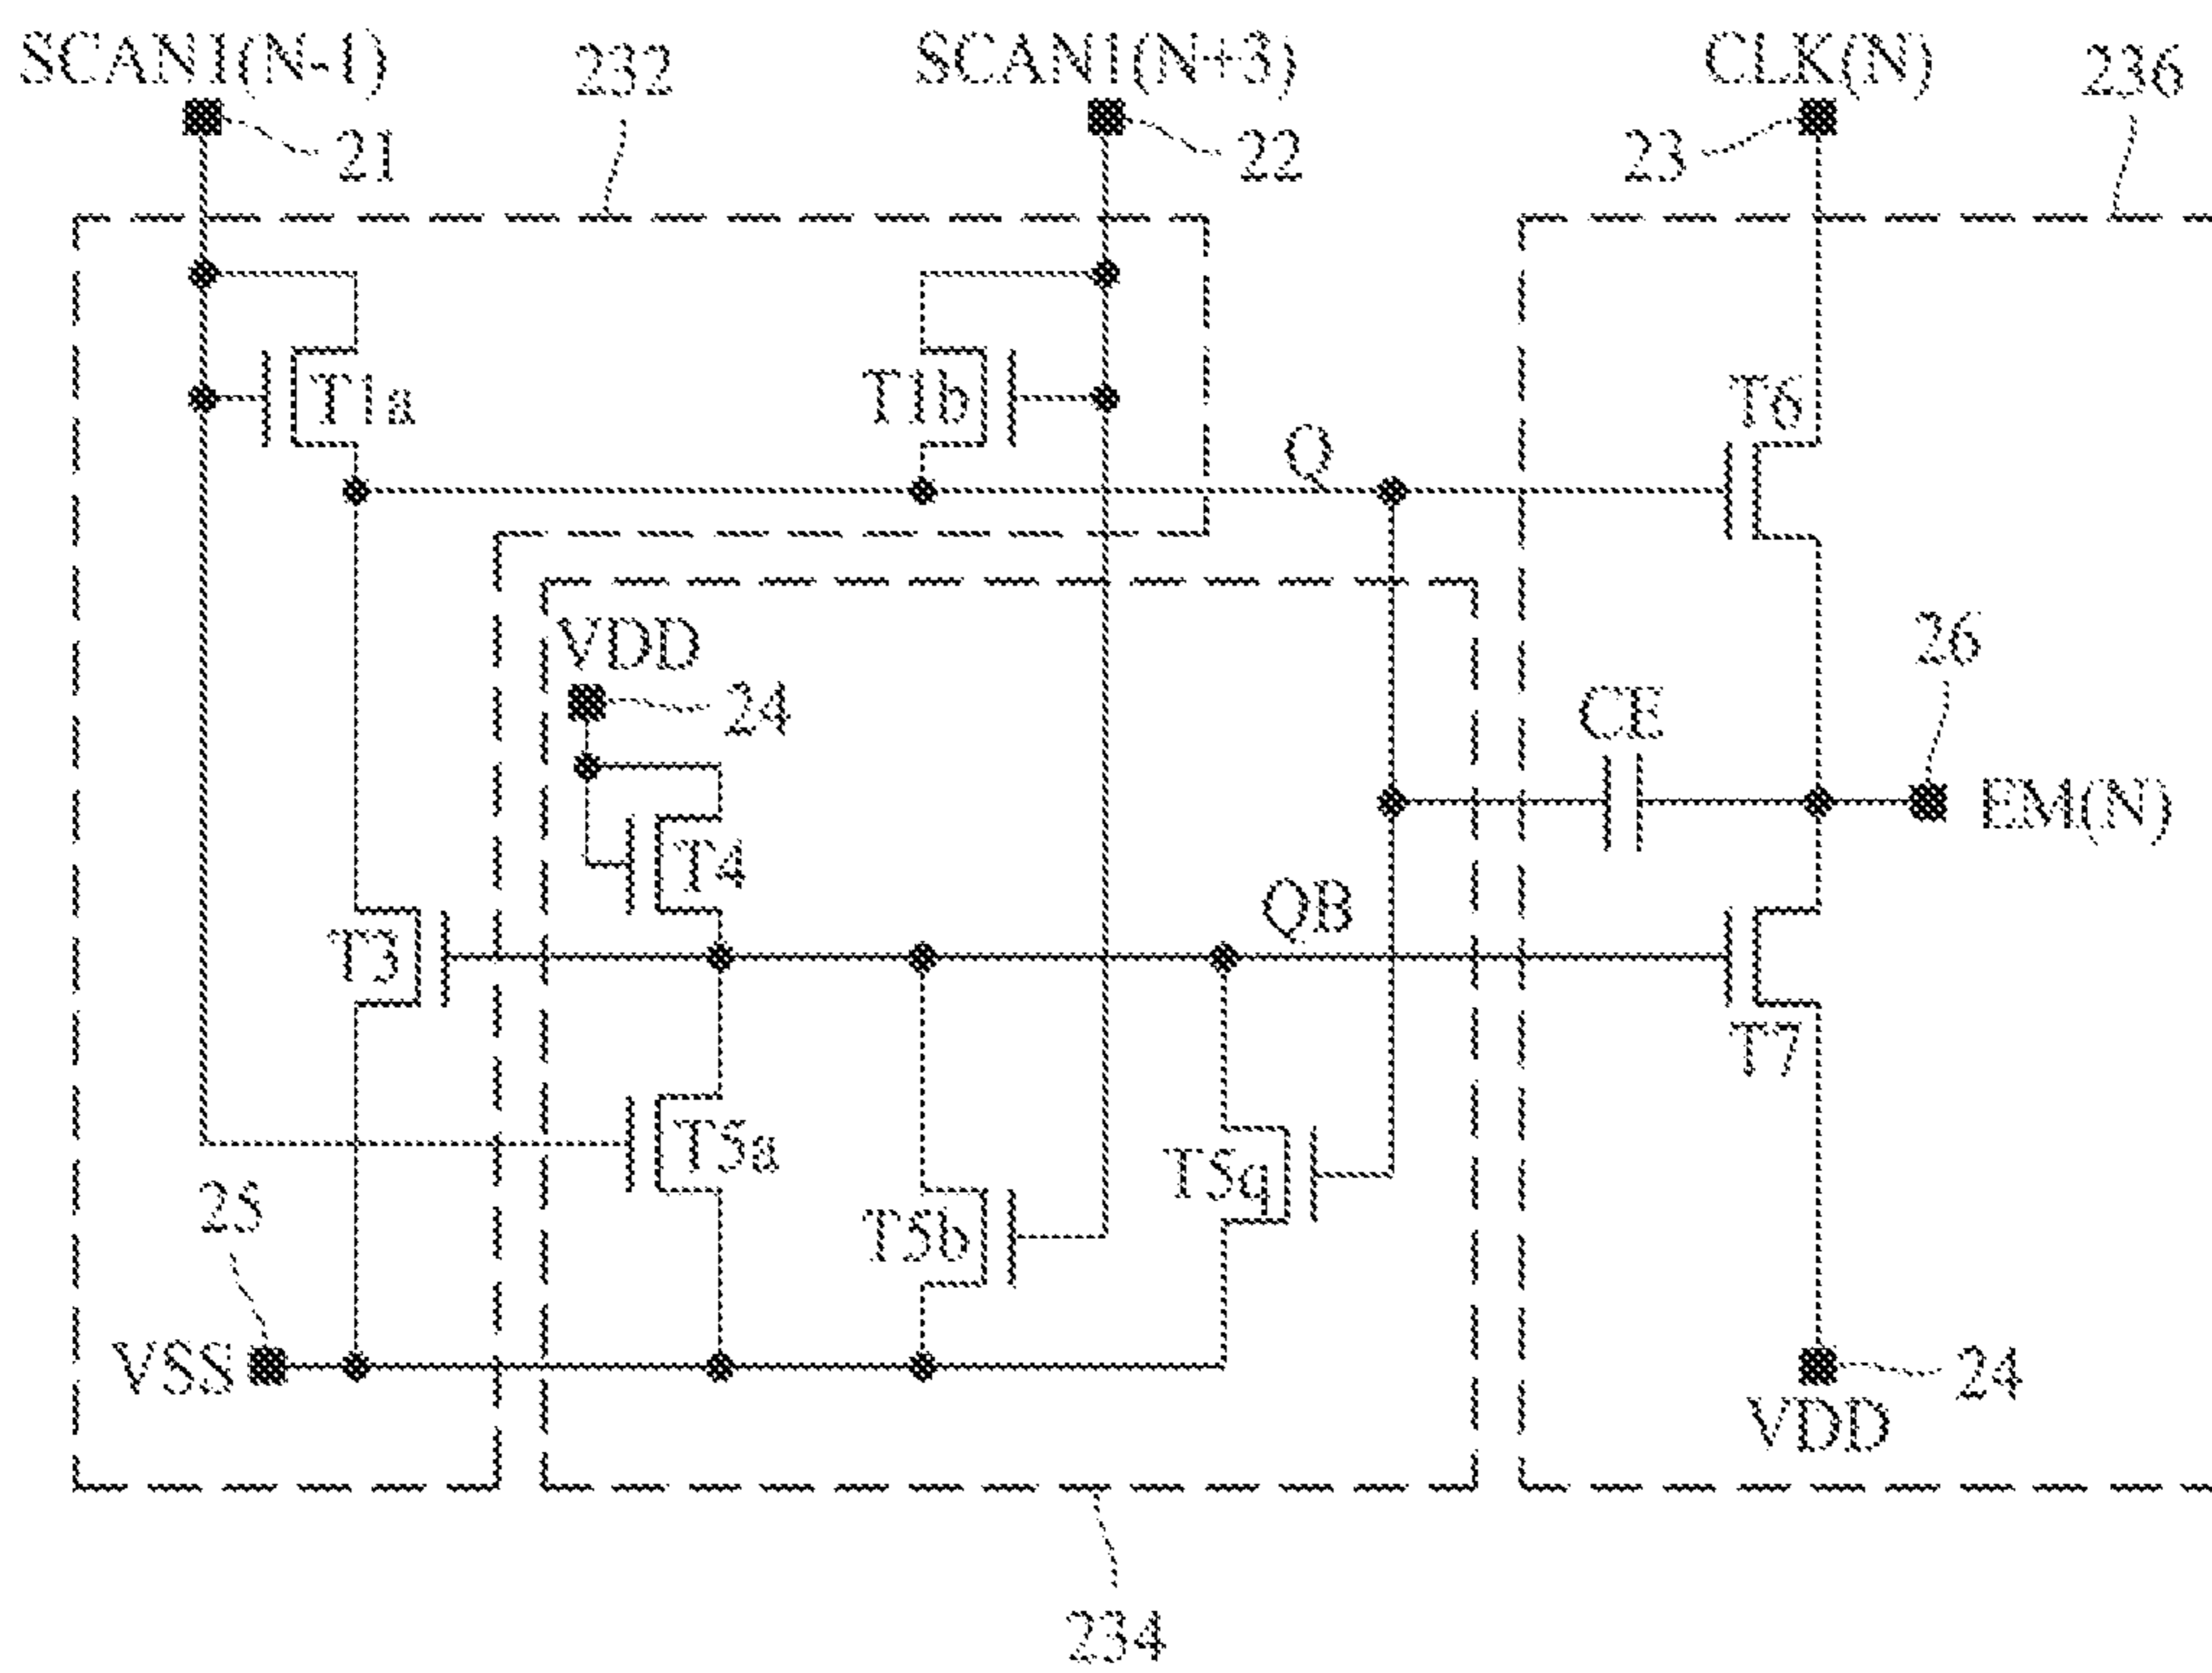 SCAN1(N-1)
232
SCAN1(N+3)
CLK(N)
236
21
22
23
T1a
T1b
T6
Q
VDD
24
26
CE
EM(N)
T4
QB
T3
T7
T5a
T5q
25
T5b
VSS
24
VDD
234